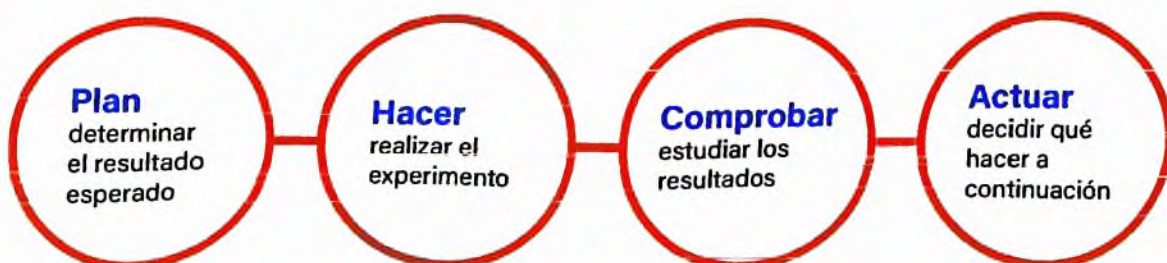 Plan
determinar
el resultado
esperado
Hacer
realizar el
experimento
Comprobar
estudiar los
resultados
Actuar
decidir qué
hacer a
continuación